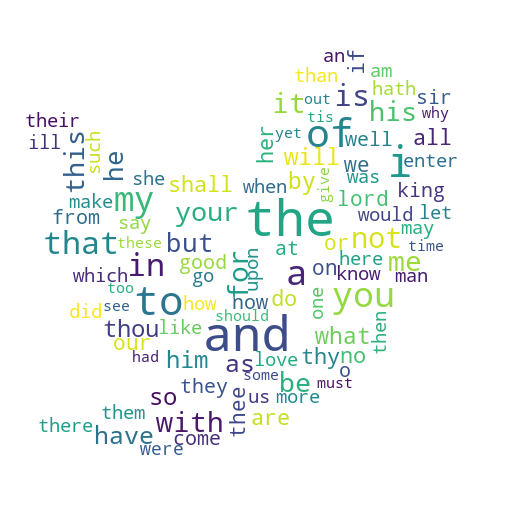 an if
than am
is hath
it out sir
their his why
of tis
ill such this her yet well all
he will we enter
she shall when by give was i
make my your lord king
from say the would let
that but or not may
in good at here time
which these go for upon a on know me man
too to how now do one you
did see thou like should and what then
our had him as love thy no o
so they some us be must
them thee more
there have with come are
were